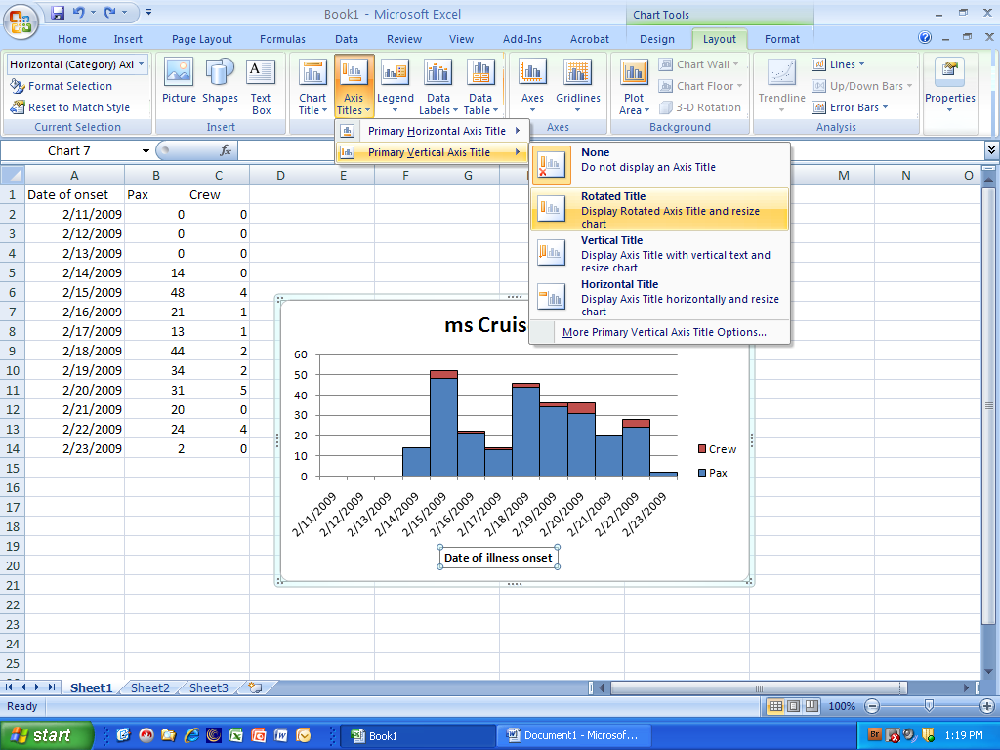 Book1 - Microsoft Excel
Chart Tools
Home Insert Page Layout Formulas Data Review View Add-Ins Acrobat Design Layout Format
Horizontal (Category) Axi
Format Selection
Reset to Match Style
Current Selection
Picture Shapes Text Box
Insert
Chart Title
Axis Titles
Legend
Data Labels
Data Table
Axes
Gridlines
Axes
Plot Area
Chart Wall
Chart Floor
3-D Rotation
Background
Trendline
Lines
Up/Down Bars
Error Bars
Analysis
Properties
Primary Horizontal Axis Title
Primary Vertical Axis Title
None
Do not display an Axis Title
Rotated Title
Display Rotated Axis Title and resize
chart
Vertical Title
Display Axis Title with vertical text and
resize chart
Horizontal Title
Display Axis Title horizontally and resize
chart
More Primary Vertical Axis Title Options...
Chart 7
fx
A B C D E F G M N O
1 Date of onset Pax Crew
2 2/11/2009 0 0
3 2/12/2009 0 0
4 2/13/2009 0 0
5 2/14/2009 14 0
6 2/15/2009 48 4
7 2/16/2009 21 1
8 2/17/2009 13 1
9 2/18/2009 44 2
10 2/19/2009 34 2
11 2/20/2009 31 5
12 2/21/2009 20 0
13 2/22/2009 24 4
14 2/23/2009 2 0
15
16
17
18
19
20
21
22
23
24
25
ms Cruis
60
50
40
30
20
10
0
2/11/2009 2/12/2009 2/13/2009 2/14/2009 2/15/2009 2/16/2009 2/17/2009 2/18/2009 2/19/2009 2/20/2009 2/21/2009 2/22/2009 2/23/2009
Date of illness onset
Crew
Pax
Sheet1 Sheet2 Sheet3
Ready
100%
start
Book1
Document1 - Microsof...
Br
1:19 PM